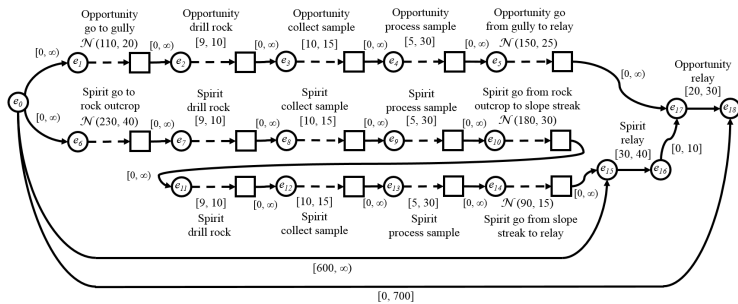 Opportunity go to gully
Opportunity drill rock
Opportunity collect sample
Opportunity process sample
Opportunity go from gully to relay
𝒩(110, 20)
[9, 10]
[10, 15]
[5, 30]
𝒩(150, 25)
[0, ∞) [0, ∞) [0, ∞) [0, ∞) [0, ∞)
e1 e2 e3 e4 e5
[0, ∞)
Opportunity relay
[20, 30]
e0
e17 e18
Spirit go to rock outcrop
Spirit drill rock
Spirit collect sample
Spirit process sample
Spirit go from rock outcrop to slope streak
[0, ∞)
𝒩(230, 40)
[9, 10]
[10, 15]
[5, 30]
𝒩(180, 30)
[0, ∞) [0, ∞) [0, ∞) [0, ∞)
e6 e7 e8 e9 e10
Spirit relay
[30, 40]
[0, 10]
[0, ∞)
e15 e16
e11 e12 e13 e14
[9, 10]
[10, 15]
[5, 30]
𝒩(90, 15)
[0, ∞) [0, ∞) [0, ∞) [0, ∞)
Spirit drill rock
Spirit collect sample
Spirit process sample
Spirit go from slope streak to relay
[600, ∞)
[0, 700]